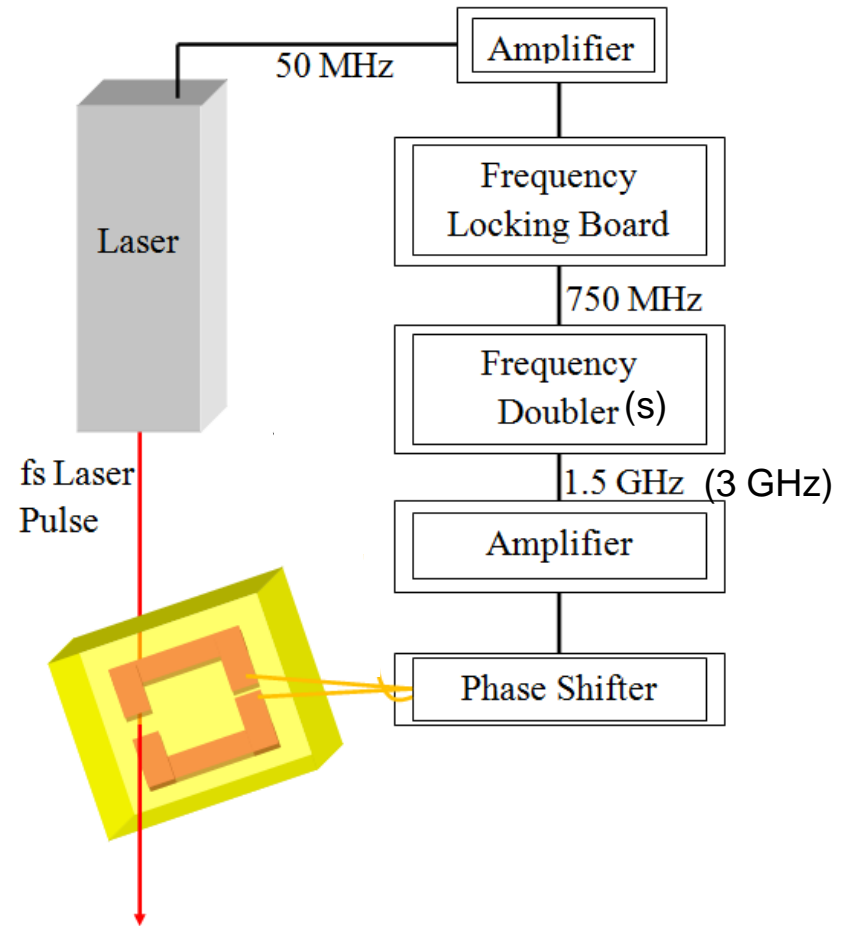 Amplifier
50 MHz
Frequency
Locking Board
Laser
750 MHz
Frequency
Doubler (s)
fs Laser
Pulse
1.5 GHz (3 GHz)
Amplifier
Phase Shifter